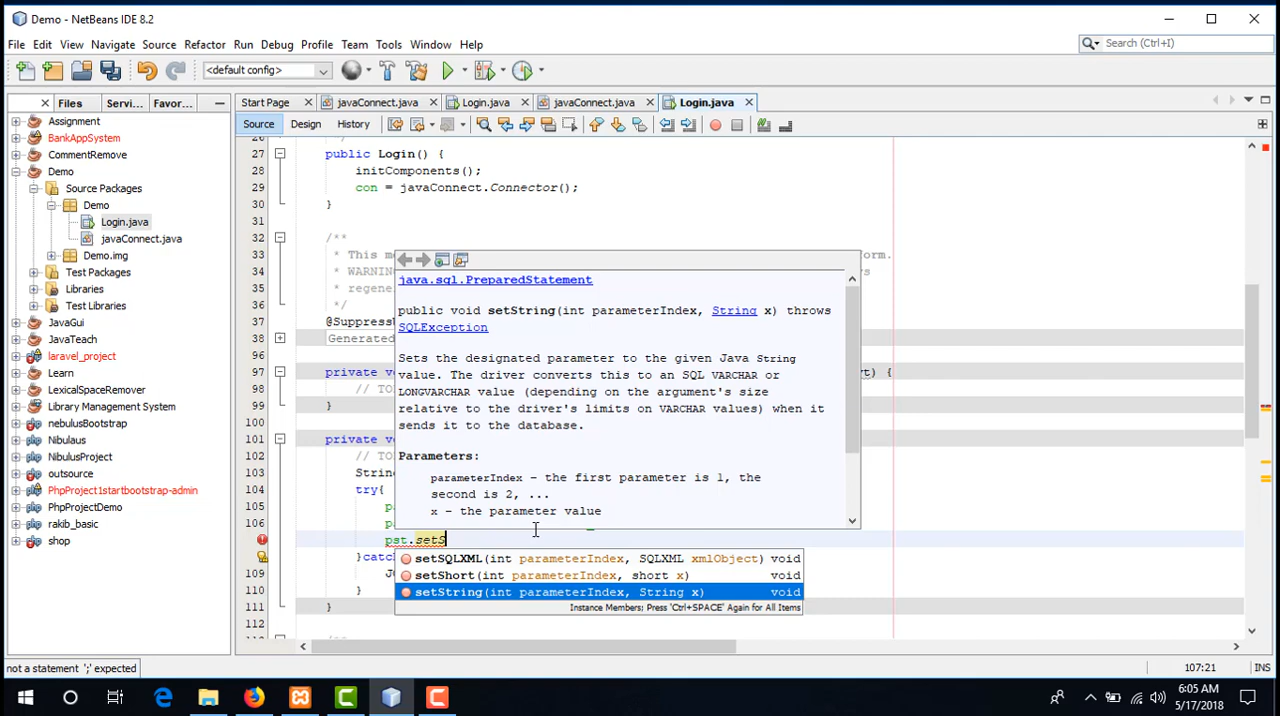 Demo - NetBeans IDE 8.2
File Edit View Navigate Source Refactor Run Debug Profile Team Tools Window Help
Search (Ctrl+I)
<default config>
Files Servi... Favor...
Start Page javaConnect.java Login.java javaConnect.java Login.java
Source Design History
Assignment
BankAppSystem
CommentRemove
Demo
Source Packages
Demo
Login.java
javaConnect.java
Demo.img
Test Packages
Libraries
Test Libraries
JavaGui
JavaTeach
laravel_project
Learn
LexicalSpaceRemover
Library Management System
nebulusBootstrap
Nibulaus
NibulusProject
outsource
PhpProject1startbootstrap-admin
PhpProjectDemo
rakib_basic
shop
26 */
27 public Login() {
28 initComponents();
29 con = javaConnect.Connector();
30 }
31
32 /**
33 * This me orm.
34 * WARNIN s
35 * regene
36 */
37 @Suppress
38 Generated
96
97 private vo t) {
98 // TO
99 }
100
101 private vo
102 // TO
103 Strin
104 try{
105 p
106 p
pst.setS
}catc
109 J
110 }
111 }
112
java.sql.PreparedStatement
public void setString(int parameterIndex, String x) throws
SQLException
Sets the designated parameter to the given Java String
value. The driver converts this to an SQL VARCHAR or
LONGVARCHAR value (depending on the argument's size
relative to the driver's limits on VARCHAR values) when it
sends it to the database.
Parameters:
parameterIndex - the first parameter is 1, the
second is 2, ...
x - the parameter value
setSQLXML(int parameterIndex, SQLXML xmlObject) void
setShort(int parameterIndex, short x) void
setString(int parameterIndex, String x) void
Instance Members; Press 'Ctrl+SPACE' Again for All Items
not a statement ';' expected
107:21 INS
6:05 AM
5/17/2018